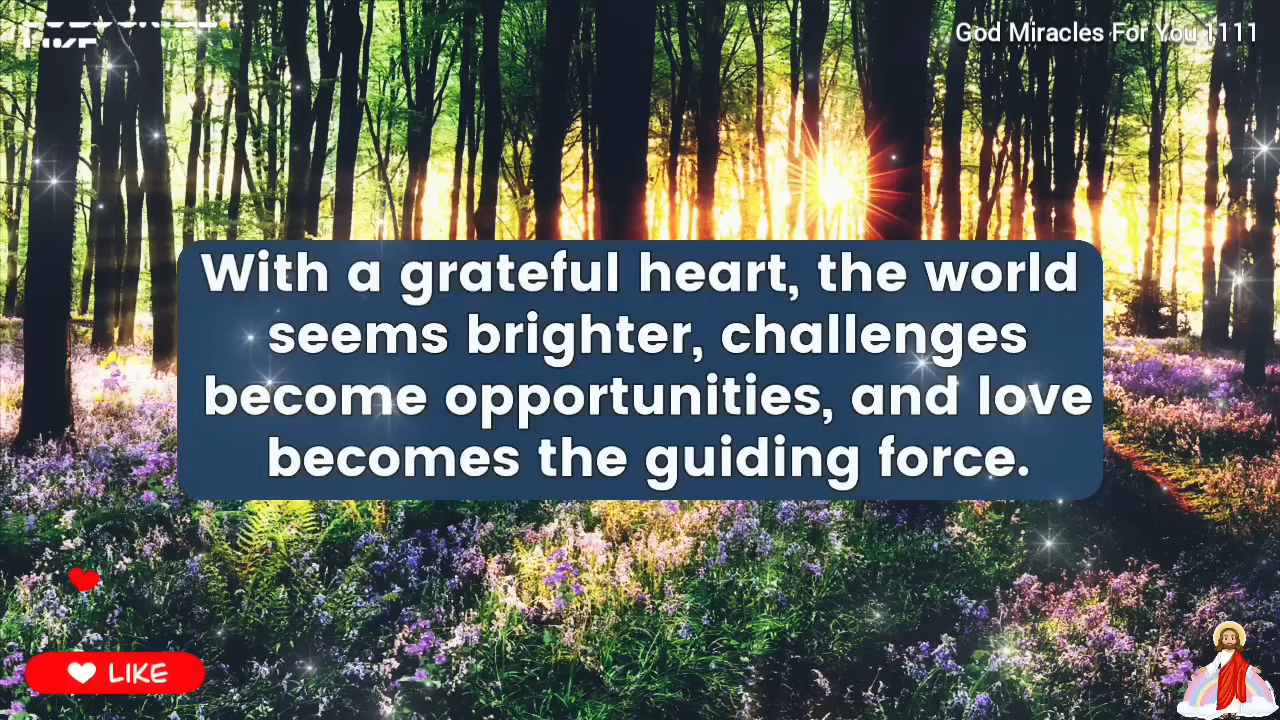 God Miracles For You 1111
With a grateful heart, the world
seems brighter, challenges
become opportunities, and love
becomes the guiding force.
LIKE